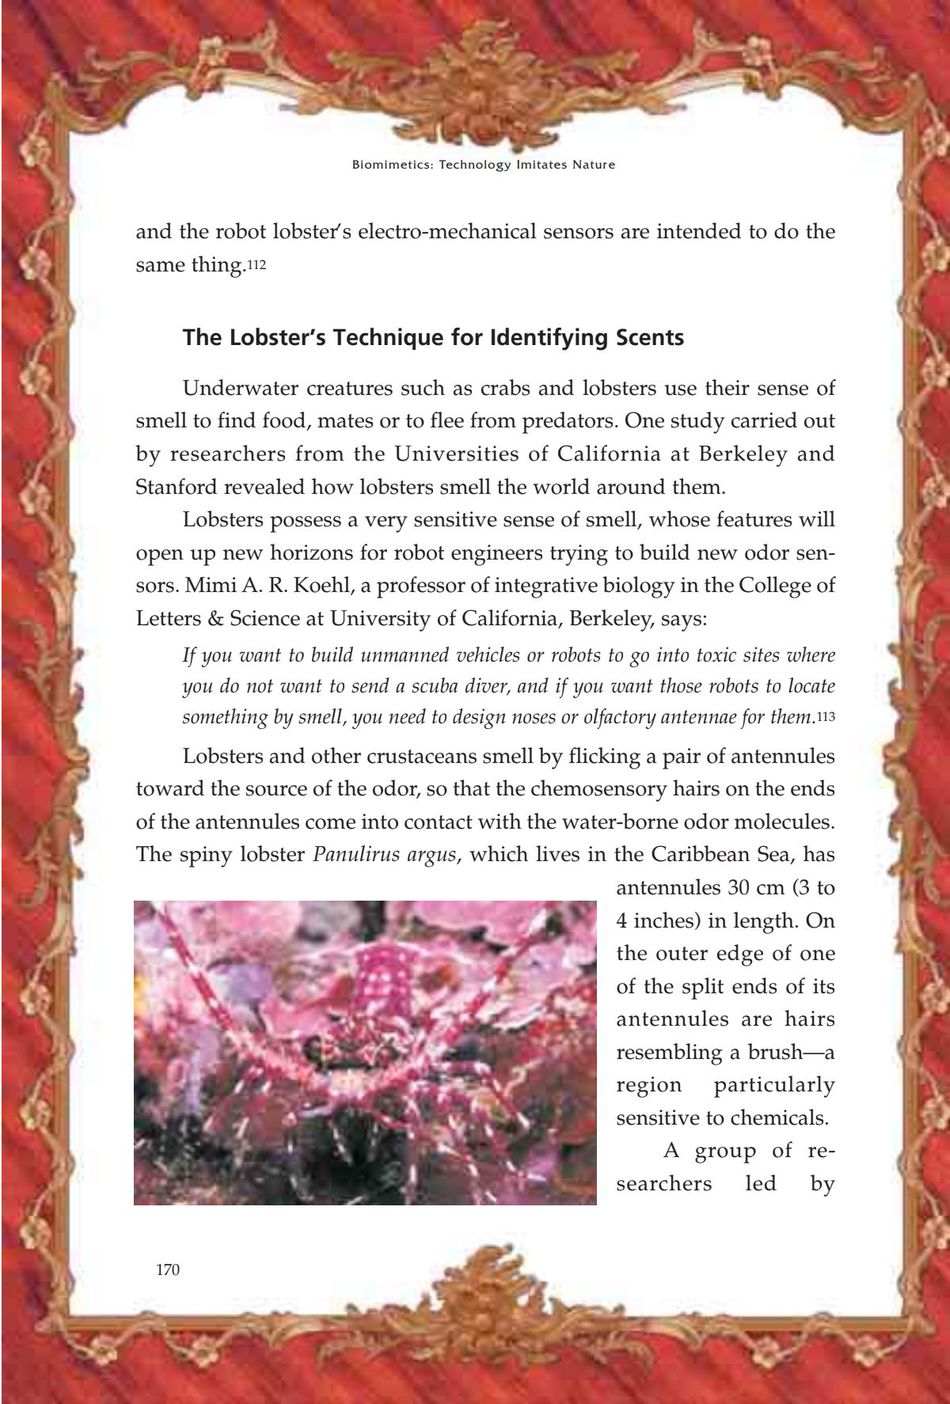 Biomimetics: Technology Imitates Nature
and the robot lobster's electro-mechanical sensors are intended to do the
same thing.112
The Lobster's Technique for Identifying Scents
Underwater creatures such as crabs and lobsters use their sense of
smell to find food, mates or to flee from predators. One study carried out
by researchers from the Universities of California at Berkeley and
Stanford revealed how lobsters smell the world around them.
Lobsters possess a very sensitive sense of smell, whose features will
open up new horizons for robot engineers trying to build new odor sen-
sors. Mimi A. R. Koehl, a professor of integrative biology in the College of
Letters & Science at University of California, Berkeley, says:
If you want to build unmanned vehicles or robots to go into toxic sites where
you do not want to send a scuba diver, and if you want those robots to locate
something by smell, you need to design noses or olfactory antennae for them.113
Lobsters and other crustaceans smell by flicking a pair of antennules
toward the source of the odor, so that the chemosensory hairs on the ends
of the antennules come into contact with the water-borne odor molecules.
The spiny lobster Panulirus argus, which lives in the Caribbean Sea, has
antennules 30 cm (3 to
4 inches) in length. On
the outer edge of one
of the split ends of its
antennules are hairs
resembling a brush—a
region particularly
sensitive to chemicals.
A group of re-
searchers led by
170